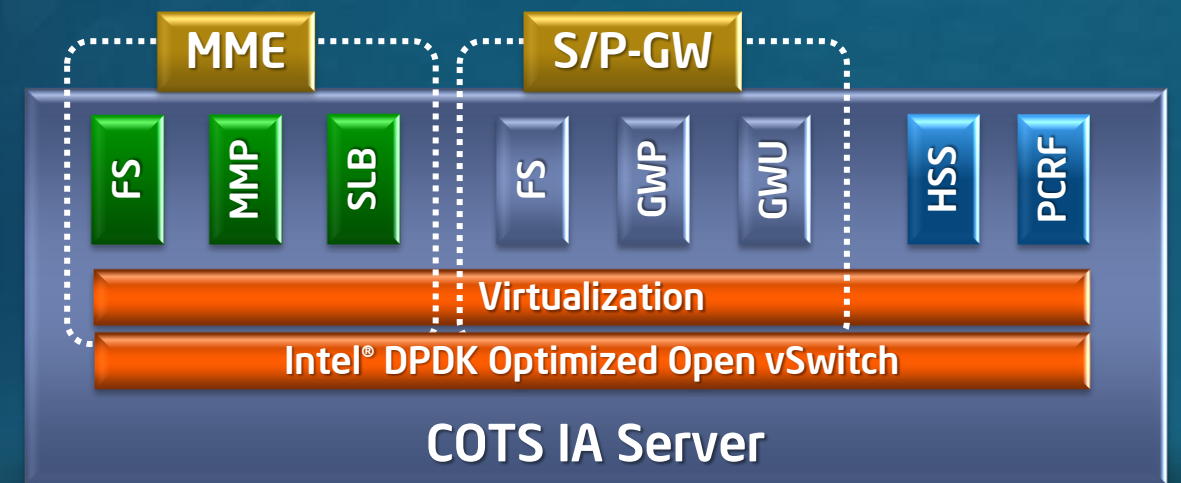 MME
S/P-GW
FS
MMP
SLB
FS
GWP
GWU
HSS
PCRF
Virtualization
Intel® DPDK Optimized Open vSwitch
COTS IA Server